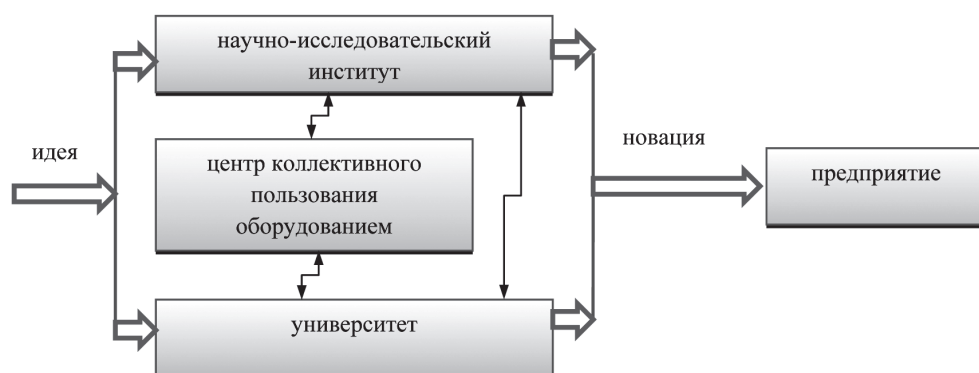 научно-исследовательский
институт
идея
центр коллективного
пользования
оборудованием
новация
предприятие
университет